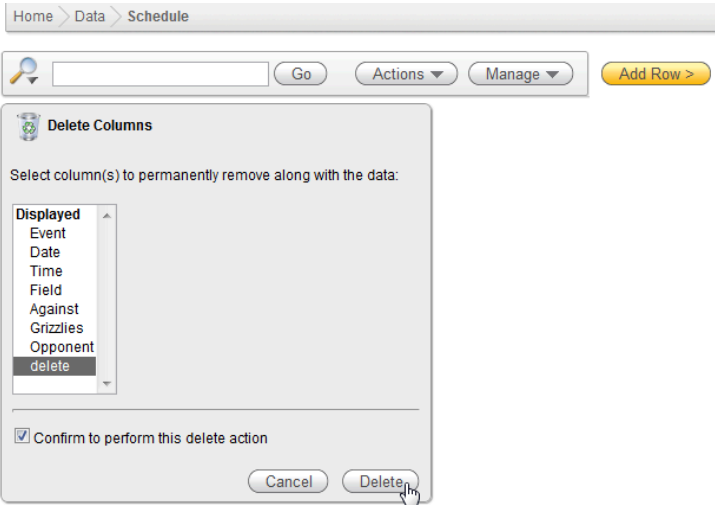 Home Data Schedule
Go Actions Manage Add Row >
Delete Columns
Select column(s) to permanently remove along with the data:
Displayed
Event
Date
Time
Field
Against
Grizzlies
Opponent
delete
Confirm to perform this delete action
Cancel Delete